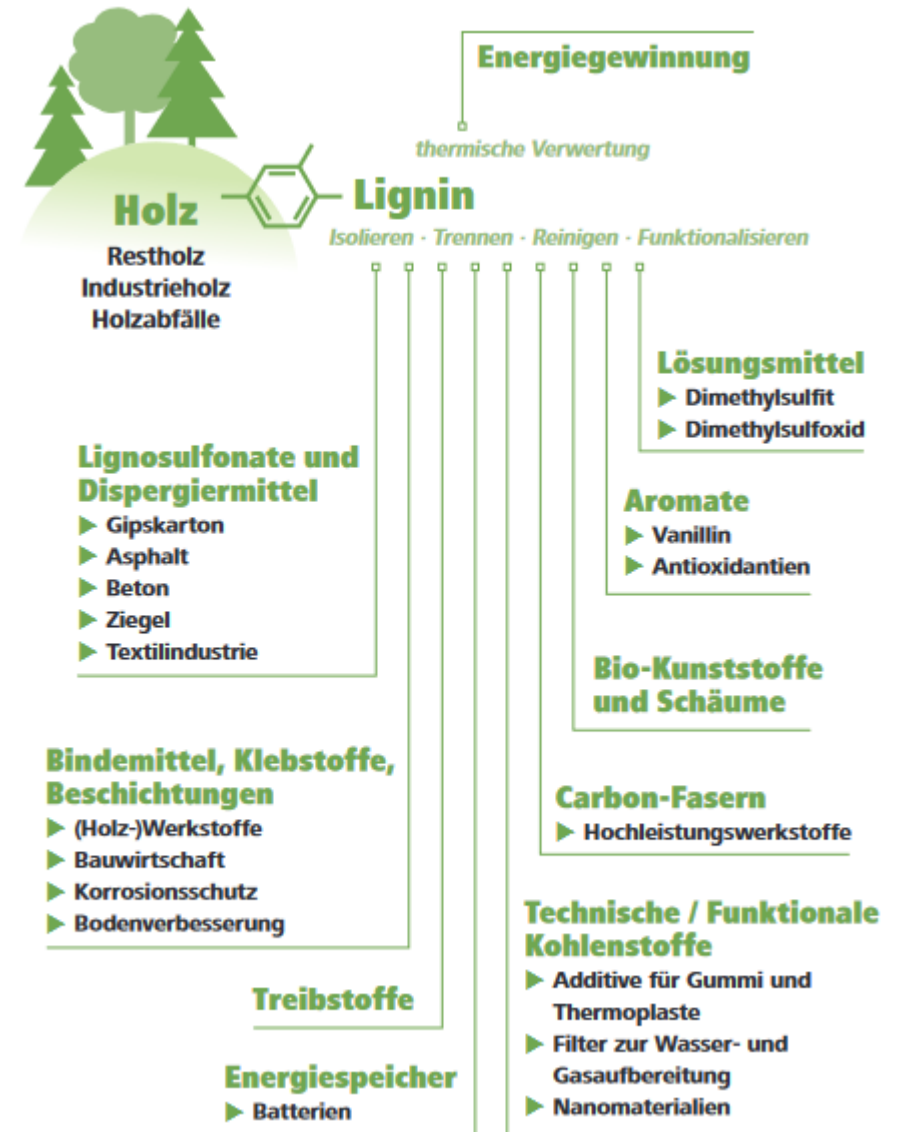 Energiegewinnung
thermische Verwertung
Holz
Restholz
Industrieholz
Holzabfälle
Lignin
Isolieren · Trennen · Reinigen · Funktionalisieren
Lösungsmittel
▶ Dimethylsulfit
▶ Dimethylsulfoxid
Lignosulfonate und
Dispergiermittel
▶ Gipskarton
▶ Asphalt
▶ Beton
▶ Ziegel
▶ Textilindustrie
Aromate
▶ Vanillin
▶ Antioxidantien
Bio-Kunststoffe
und Schäume
Bindemittel, Klebstoffe,
Beschichtungen
▶ (Holz-)Werkstoffe
▶ Bauwirtschaft
▶ Korrosionsschutz
▶ Bodenverbesserung
Carbon-Fasern
▶ Hochleistungswerkstoffe
Treibstoffe
Technische / Funktionale
Kohlenstoffe
▶ Additive für Gummi und
Thermoplaste
▶ Filter zur Wasser- und
Gasaufbereitung
▶ Nanomaterialien
Energiespeicher
▶ Batterien